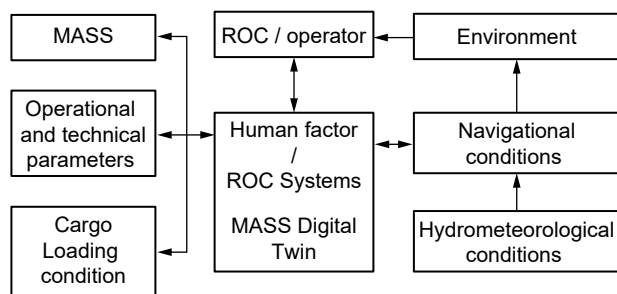 MASS
Operational
and technical
parameters
Cargo
Loading
condition
ROC / operator
Human factor
/
ROC Systems
MASS Digital
Twin
Environment
Navigational
conditions
Hydrometeorological
conditions